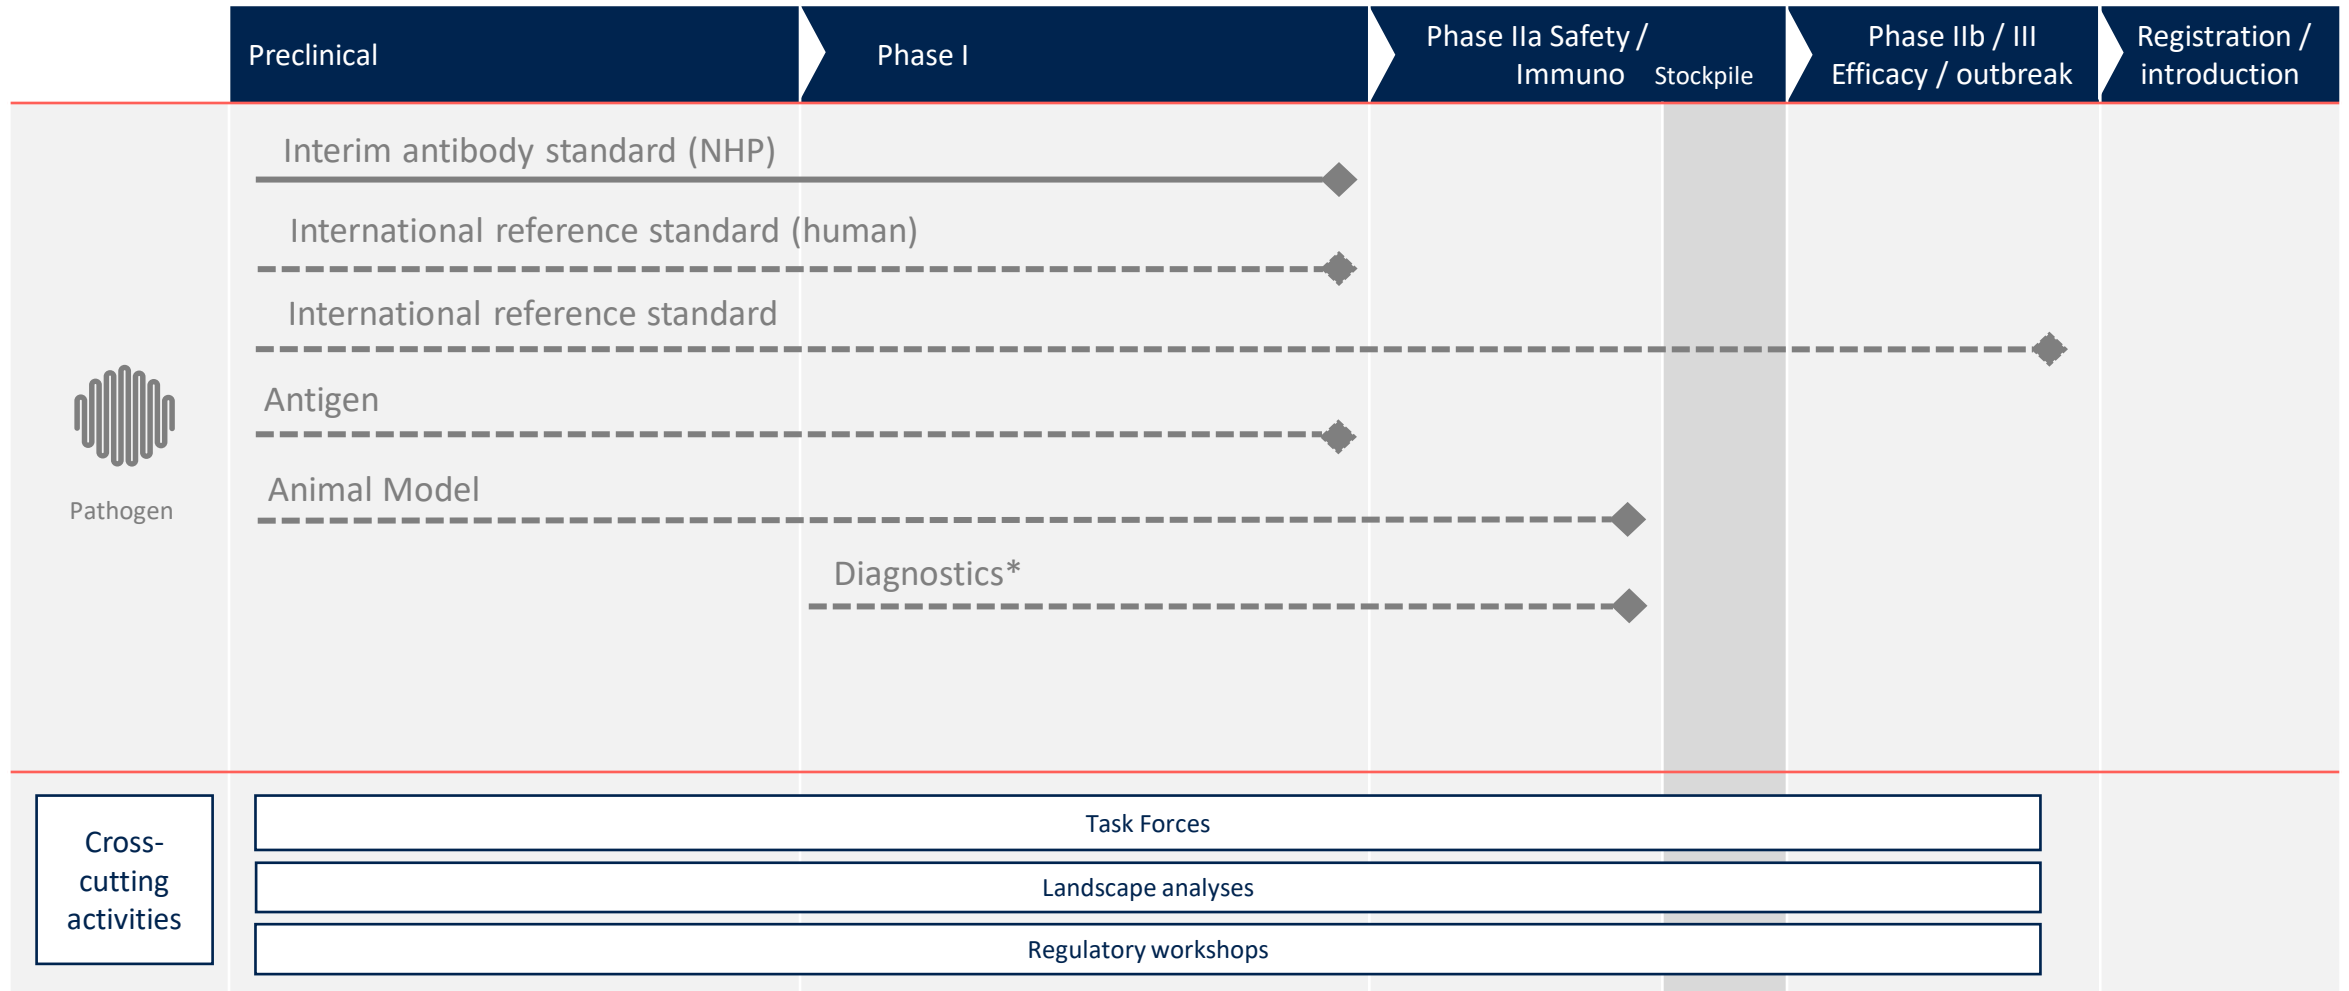 Preclinical
Phase I
Phase IIa Safety /
Immuno
Stockpile
Phase IIb / III
Efficacy / outbreak
Registration /
introduction
Interim antibody standard (NHP)
International reference standard (human)
International reference standard
Antigen
Animal Model
Diagnostics*
Pathogen
Cross-
cutting
activities
Task Forces
Landscape analyses
Regulatory workshops